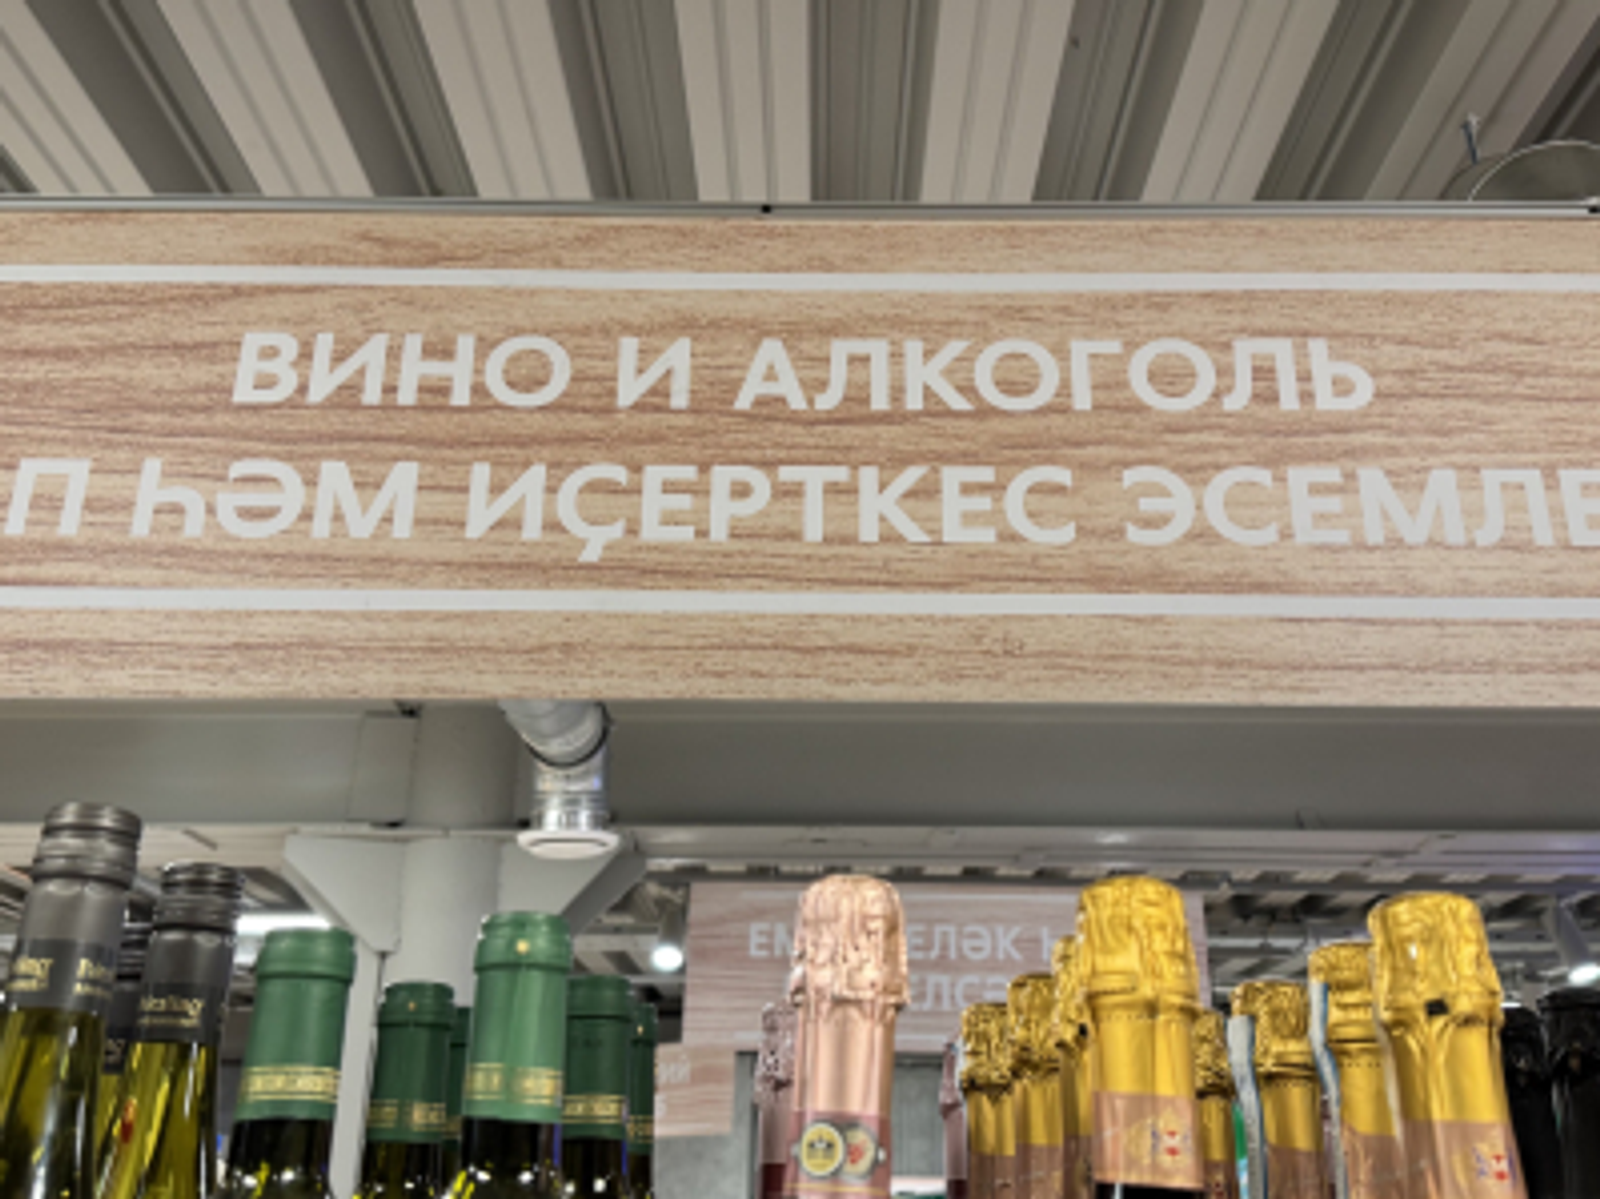 ВИНО И АЛКОГОЛЬ
П ҺӘМ ИҪЕРТКЕС ЭСЕМЛЕ